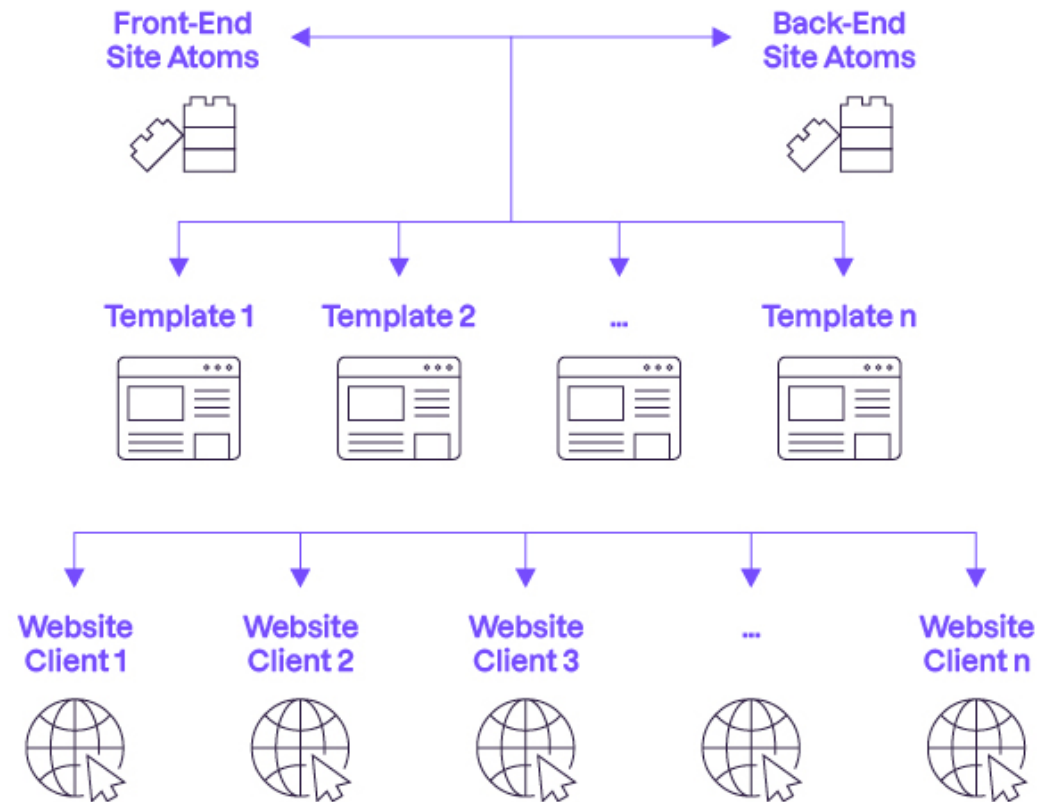 Front-End
Site Atoms
Back-End
Site Atoms
Template 1
Template 2
...
Template n
Website
Client 1
Website
Client 2
Website
Client 3
...
Website
Client n